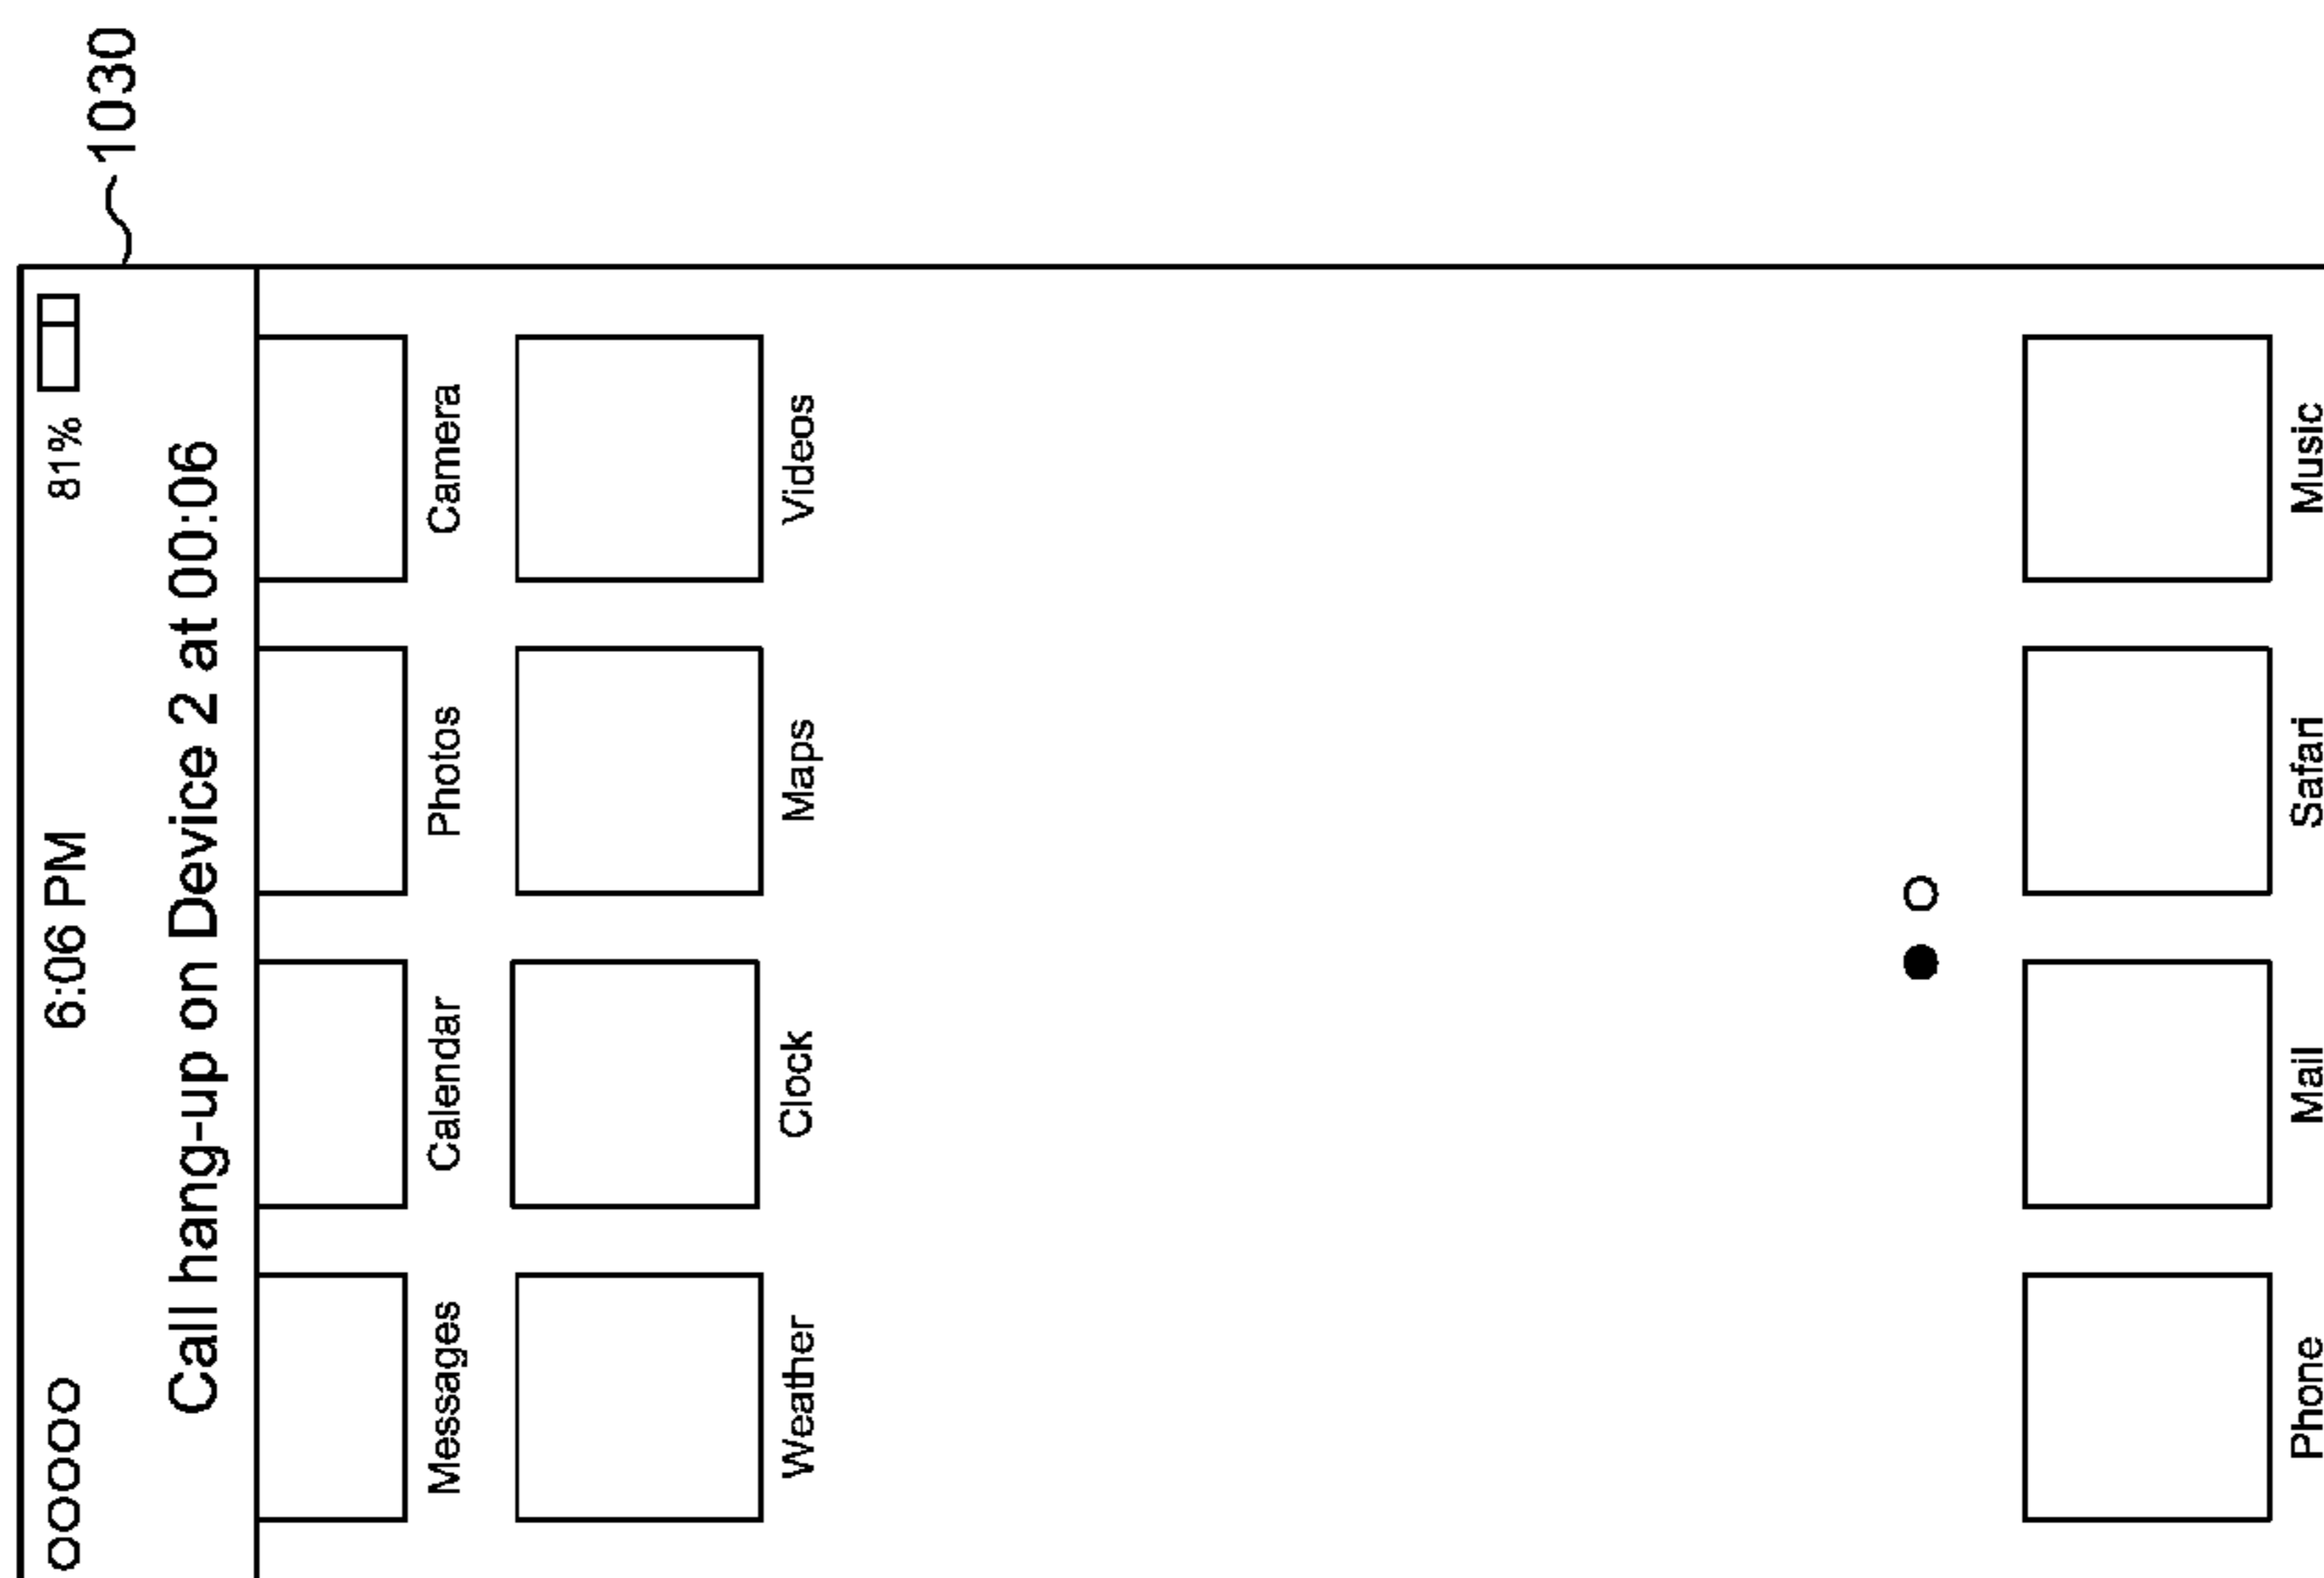 1030
6:06 PM 81%
Call hang-up on Device 2 at 00:06
Messages Calendar Photos Camera
Weather Clock Maps Videos
Phone Mail Safari Music